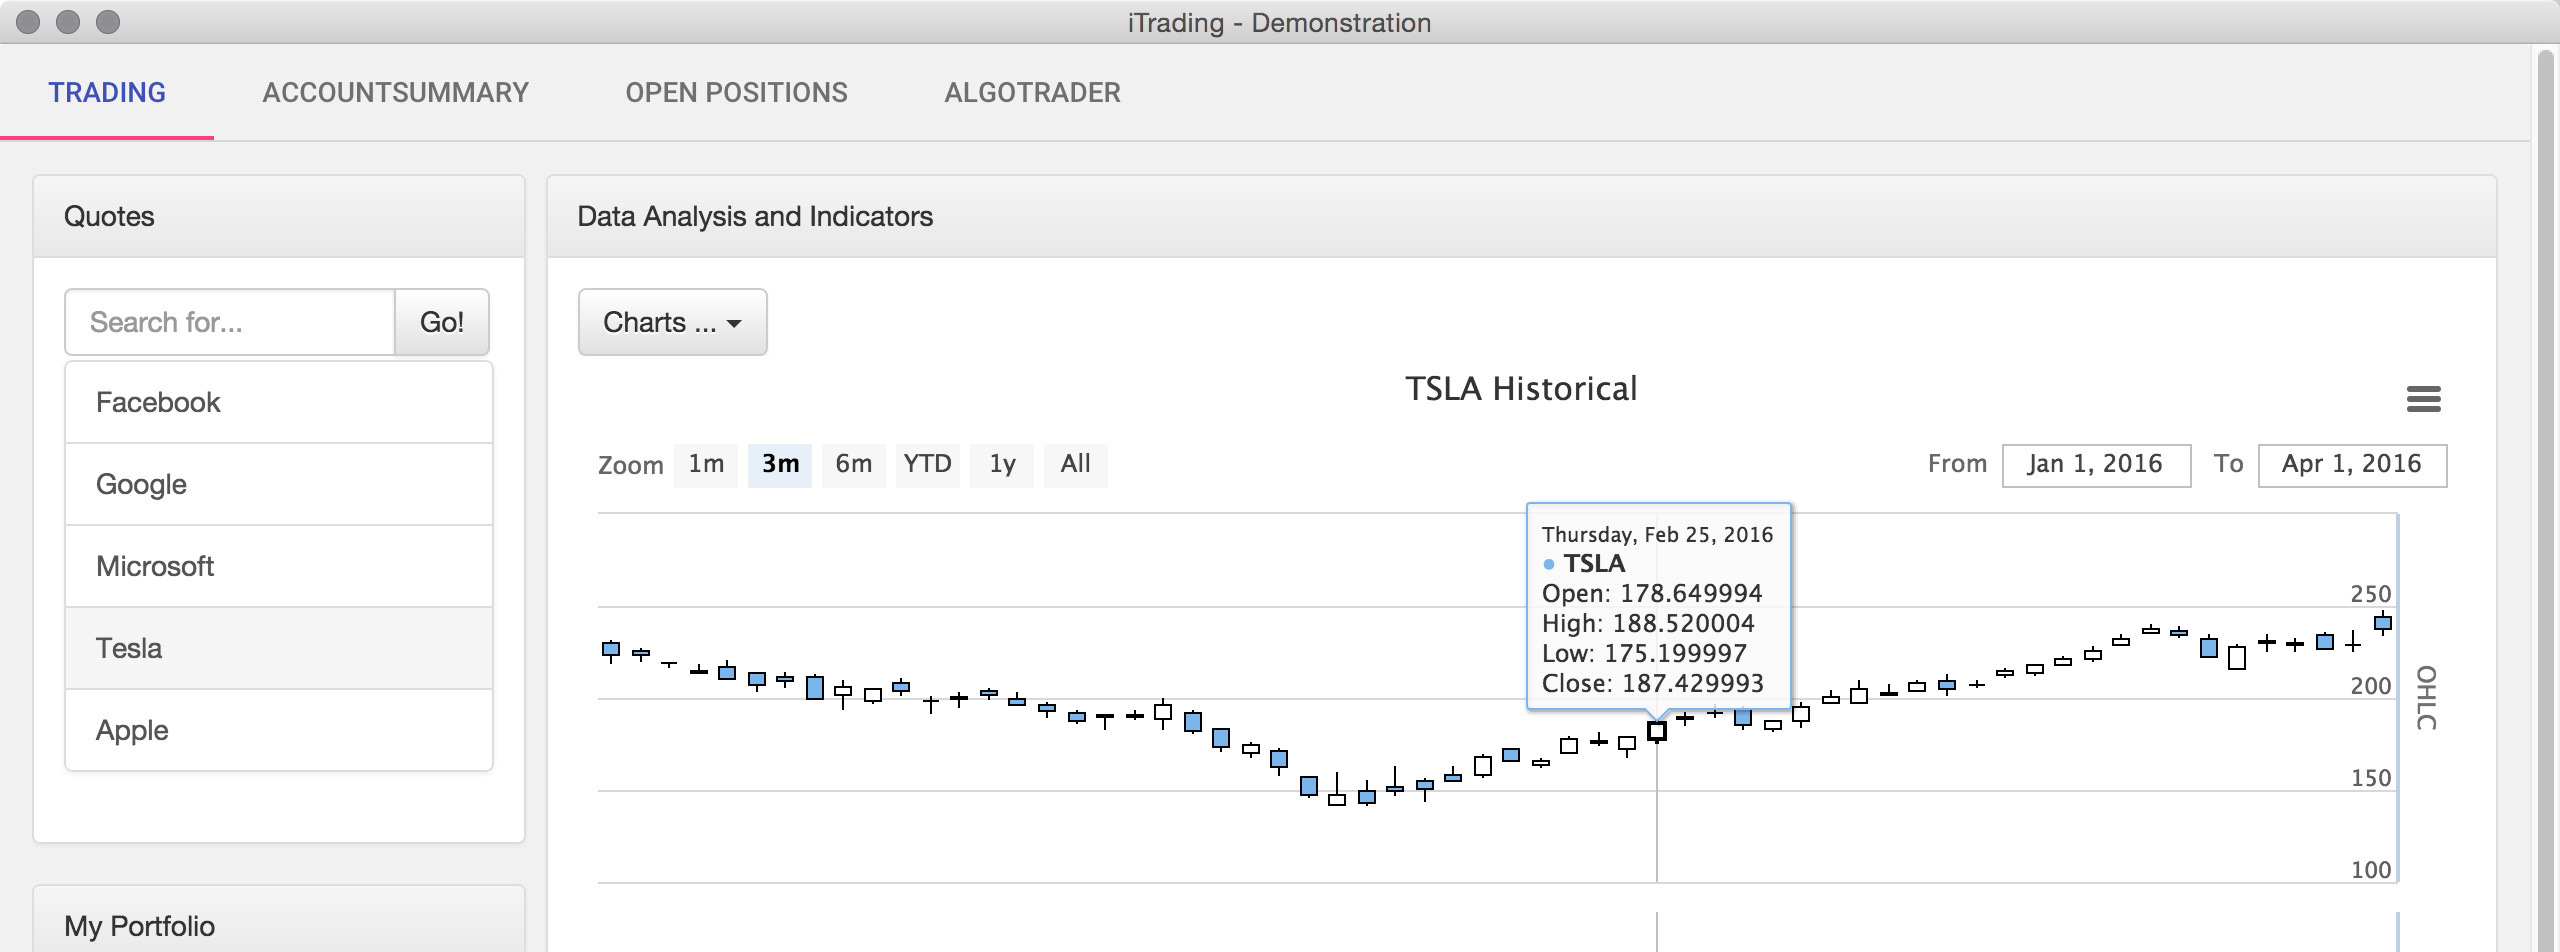 iTrading - Demonstration
TRADING
ACCOUNTSUMMARY
OPEN POSITIONS
ALGOTRADER
Quotes
Search for...
Go!
Facebook
Google
Microsoft
Tesla
Apple
My Portfolio
Data Analysis and Indicators
Charts ...
TSLA Historical
Zoom 1m 3m 6m YTD 1y All
From Jan 1, 2016 To Apr 1, 2016
Thursday, Feb 25, 2016
TSLA
Open: 178.649994
High: 188.520004
Low: 175.199997
Close: 187.429993
250
200
150
100
OHLC